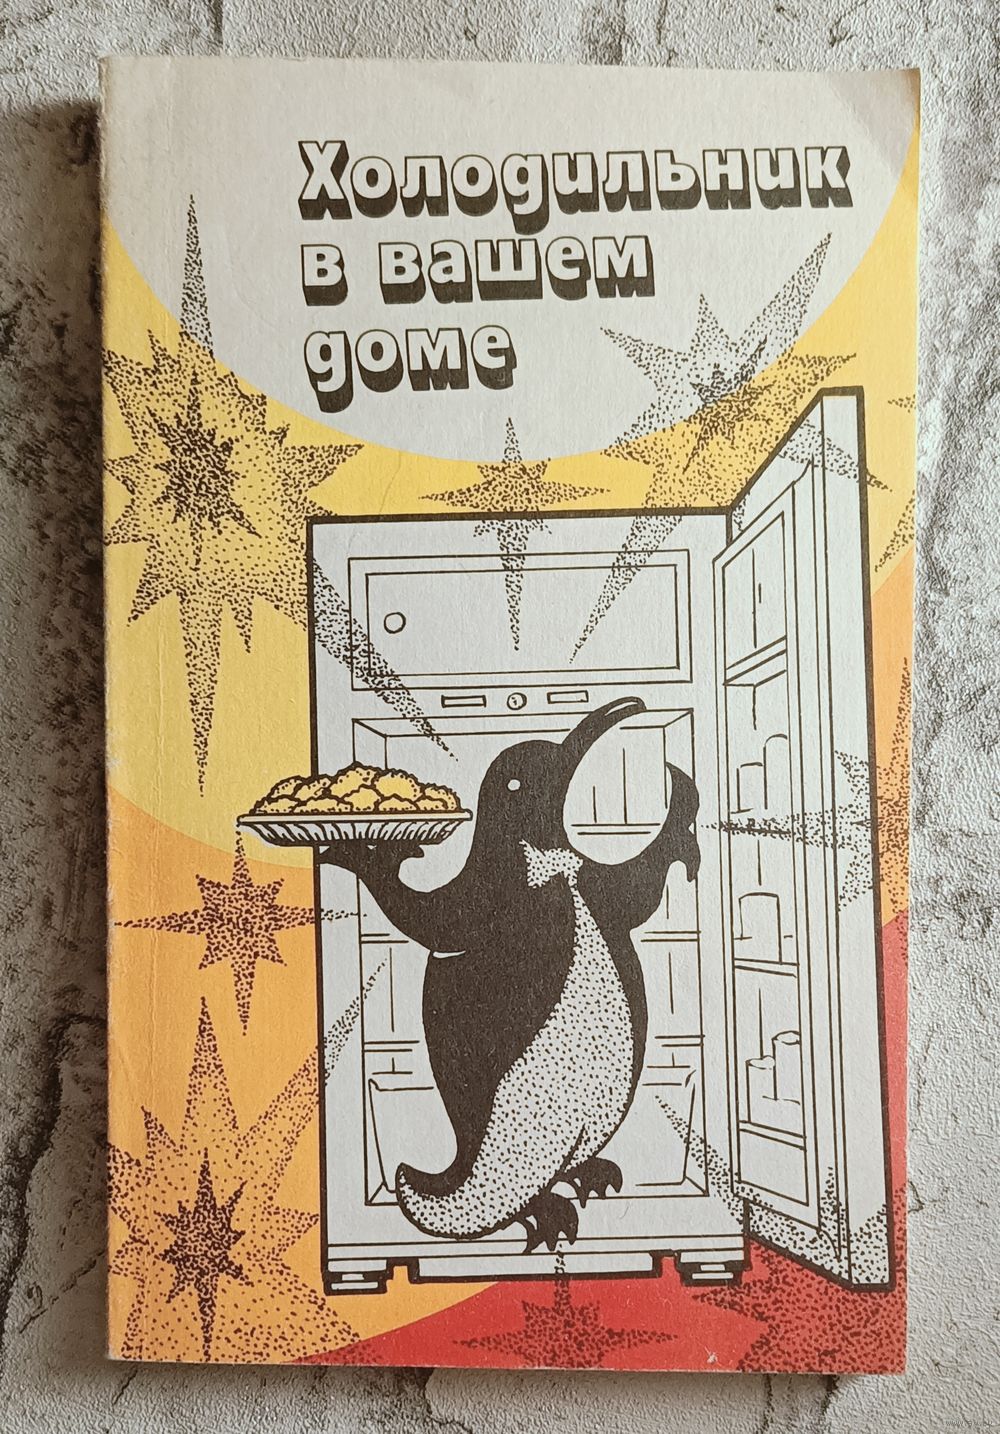 Холодильник
в вашем
доме